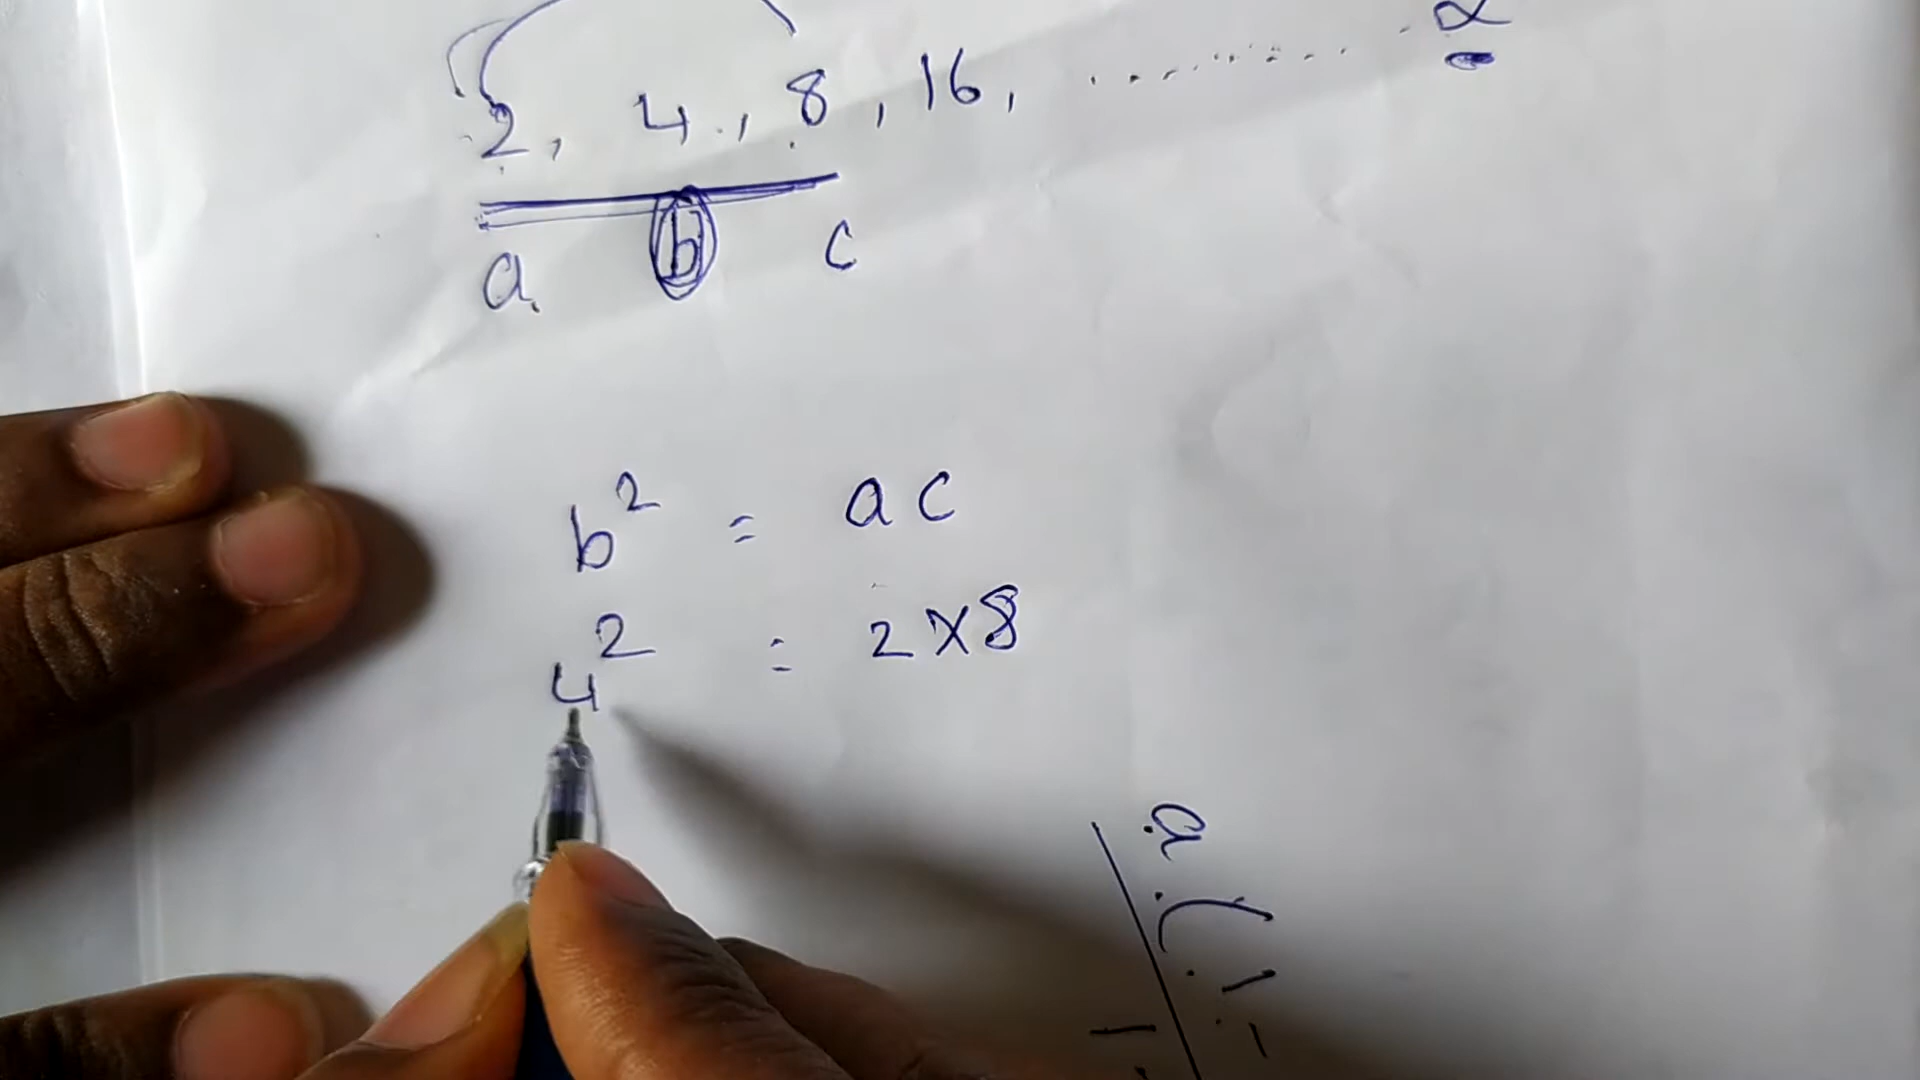 2, 4, 8, 16, .............. α
a b c
b² = ac
4² = 2×8
a